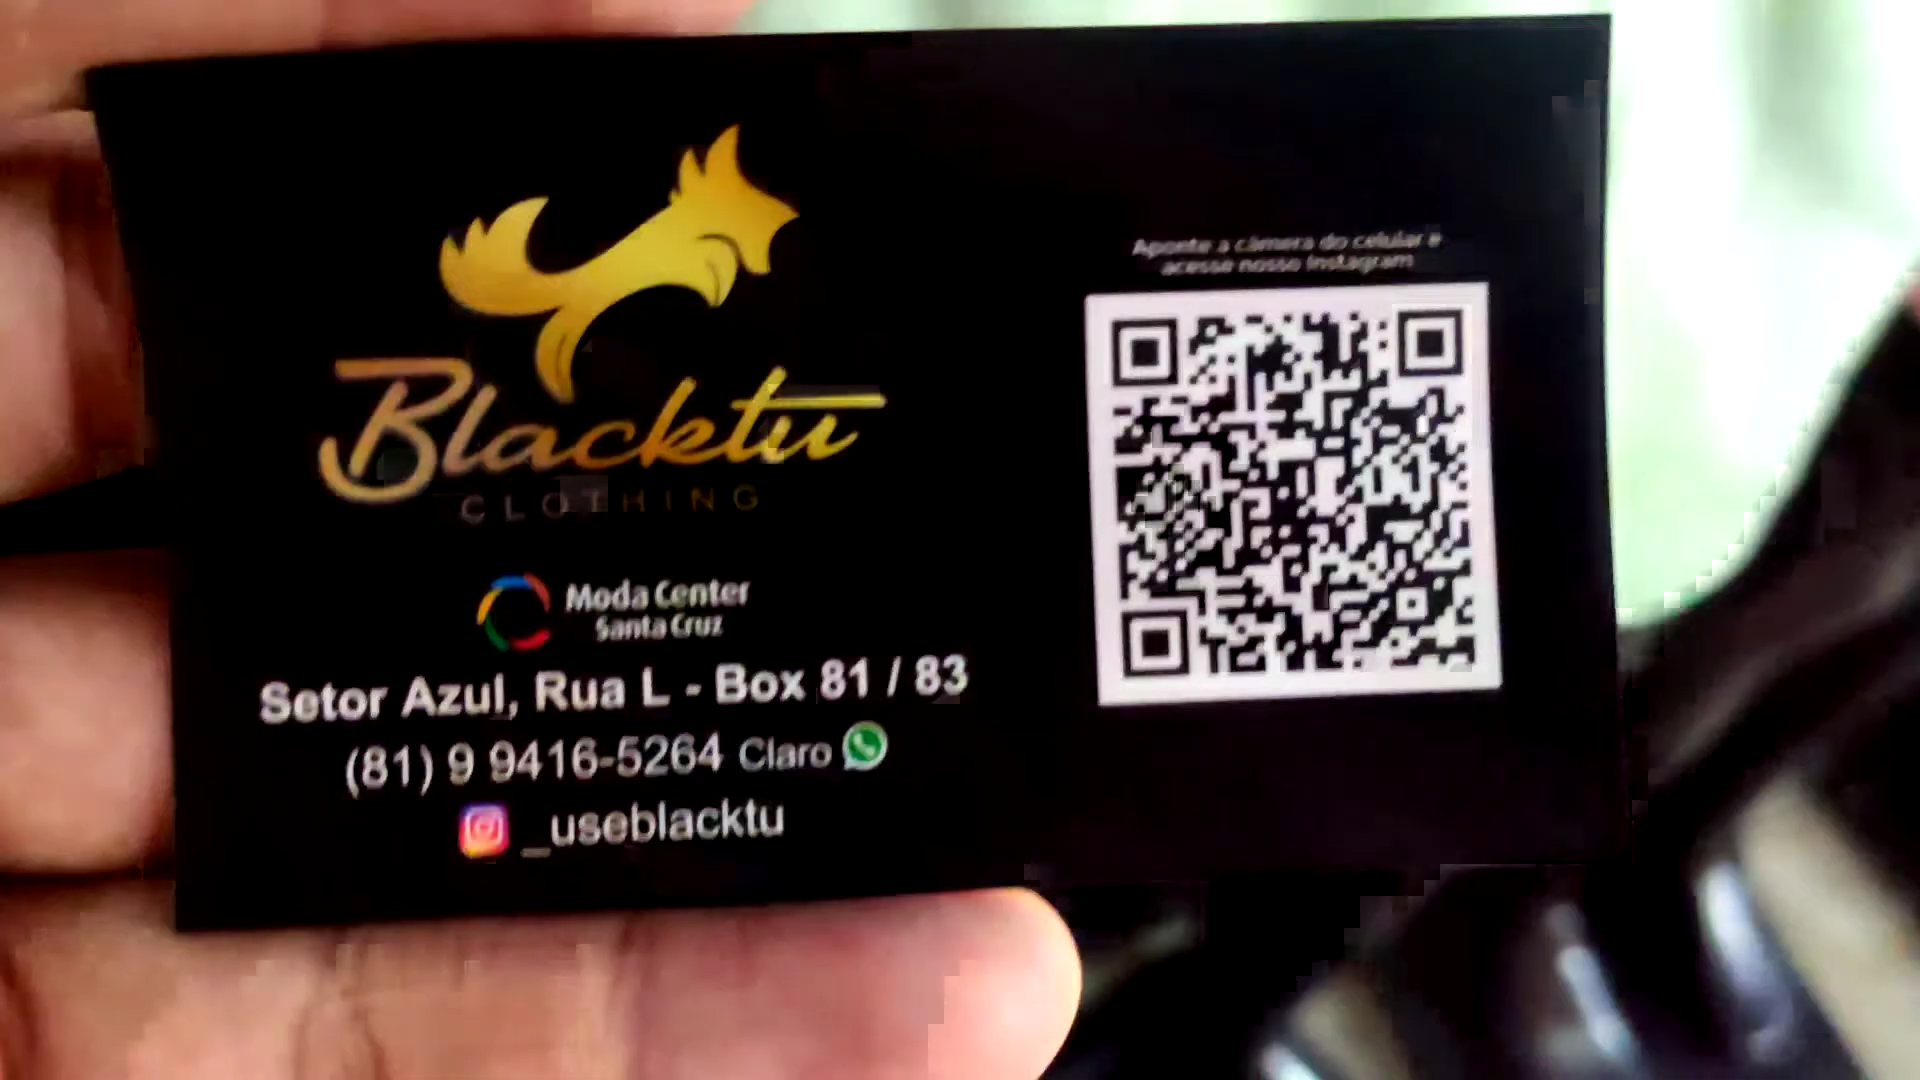 Blacktu
CLOTHING
Moda Center
Santa Cruz
Setor Azul, Rua L - Box 81 / 83
(81) 9 9416-5264 Claro
_useblacktu
Aponte a câmera do celular e
acesse nosso Instagram